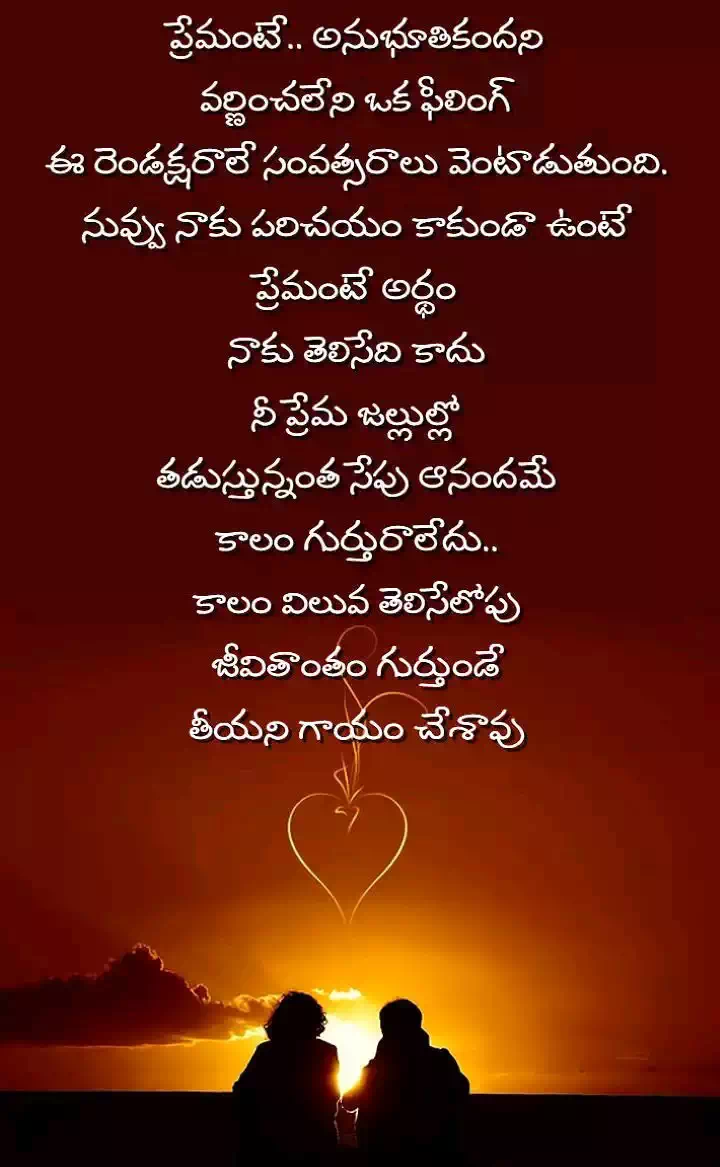 ప్రేమంటే.. అనుభూతికందని
వర్ణించలేని ఒక ఫీలింగ్
ఈ రెండక్షరాలే సంవత్సరాలు వెంటాడుతుంది.
నువ్వు నాకు పరిచయం కాకుండా ఉంటే
ప్రేమంటే అర్థం
నాకు తెలిసేది కాదు
నీ ప్రేమ జల్లుల్లో
తడుస్తున్నంత సేపు ఆనందమే
కాలం గుర్తురాలేదు..
కాలం విలువ తెలిసేలోపు
జీవితాంతం గుర్తుండే
తీయని గాయం చేశావు